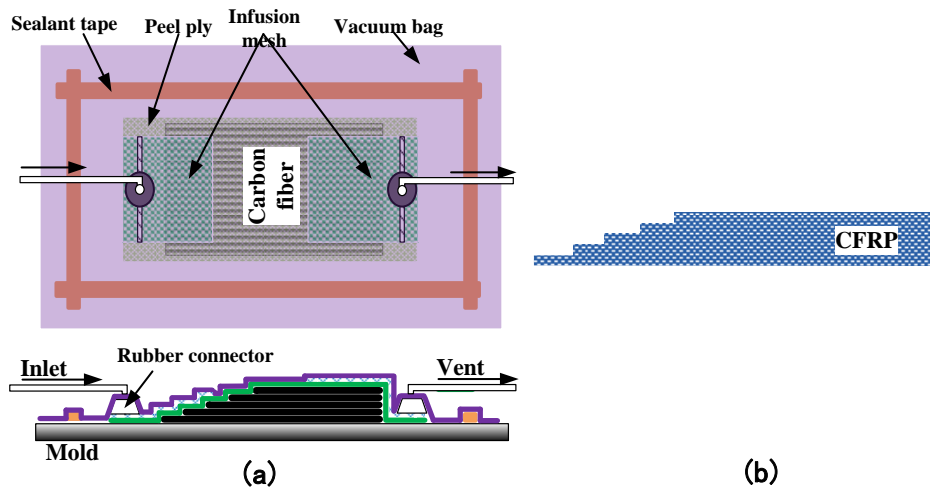 Sealant tape
Peel ply
Infusion
mesh
Vacuum bag
Carbon
fiber
CFRP
Rubber connector
Inlet
Vent
Mold
(a)
(b)